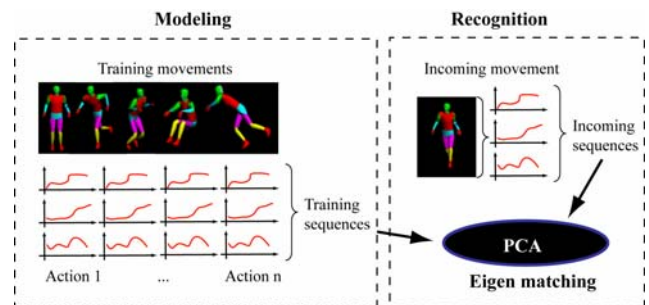 Modeling
Training movements
Training
sequences
Action 1
...
Action n
Recognition
Incoming movement
Incoming
sequences
PCA
Eigen matching